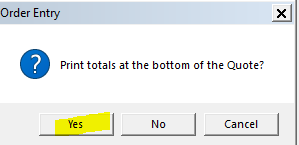 Order Entry
Print totals at the bottom of the Quote?
Yes No Cancel